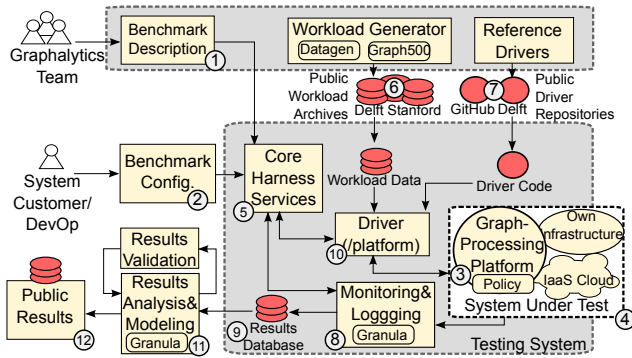 Graphalytics
Team
Benchmark
Description
1
Workload Generator
Datagen
Graph500
Reference
Drivers
Public
Workload
Archives
6
Delft Stanford
7
GitHub Delft
Public
Driver
Repositories
System
Customer/
DevOp
Benchmark
Config.
2
Core
Harness
Services
5
Workload Data
Driver Code
Driver
(/platform)
10
Graph-
Processing
Platform
Policy
3
Own
Infrastructure
IaaS Cloud
System Under Test
4
Results
Validation
Results
Analysis&
Modeling
Granula
11
Public
Results
12
9
Results
Database
Monitoring&
Loggging
Granula
8
Testing System